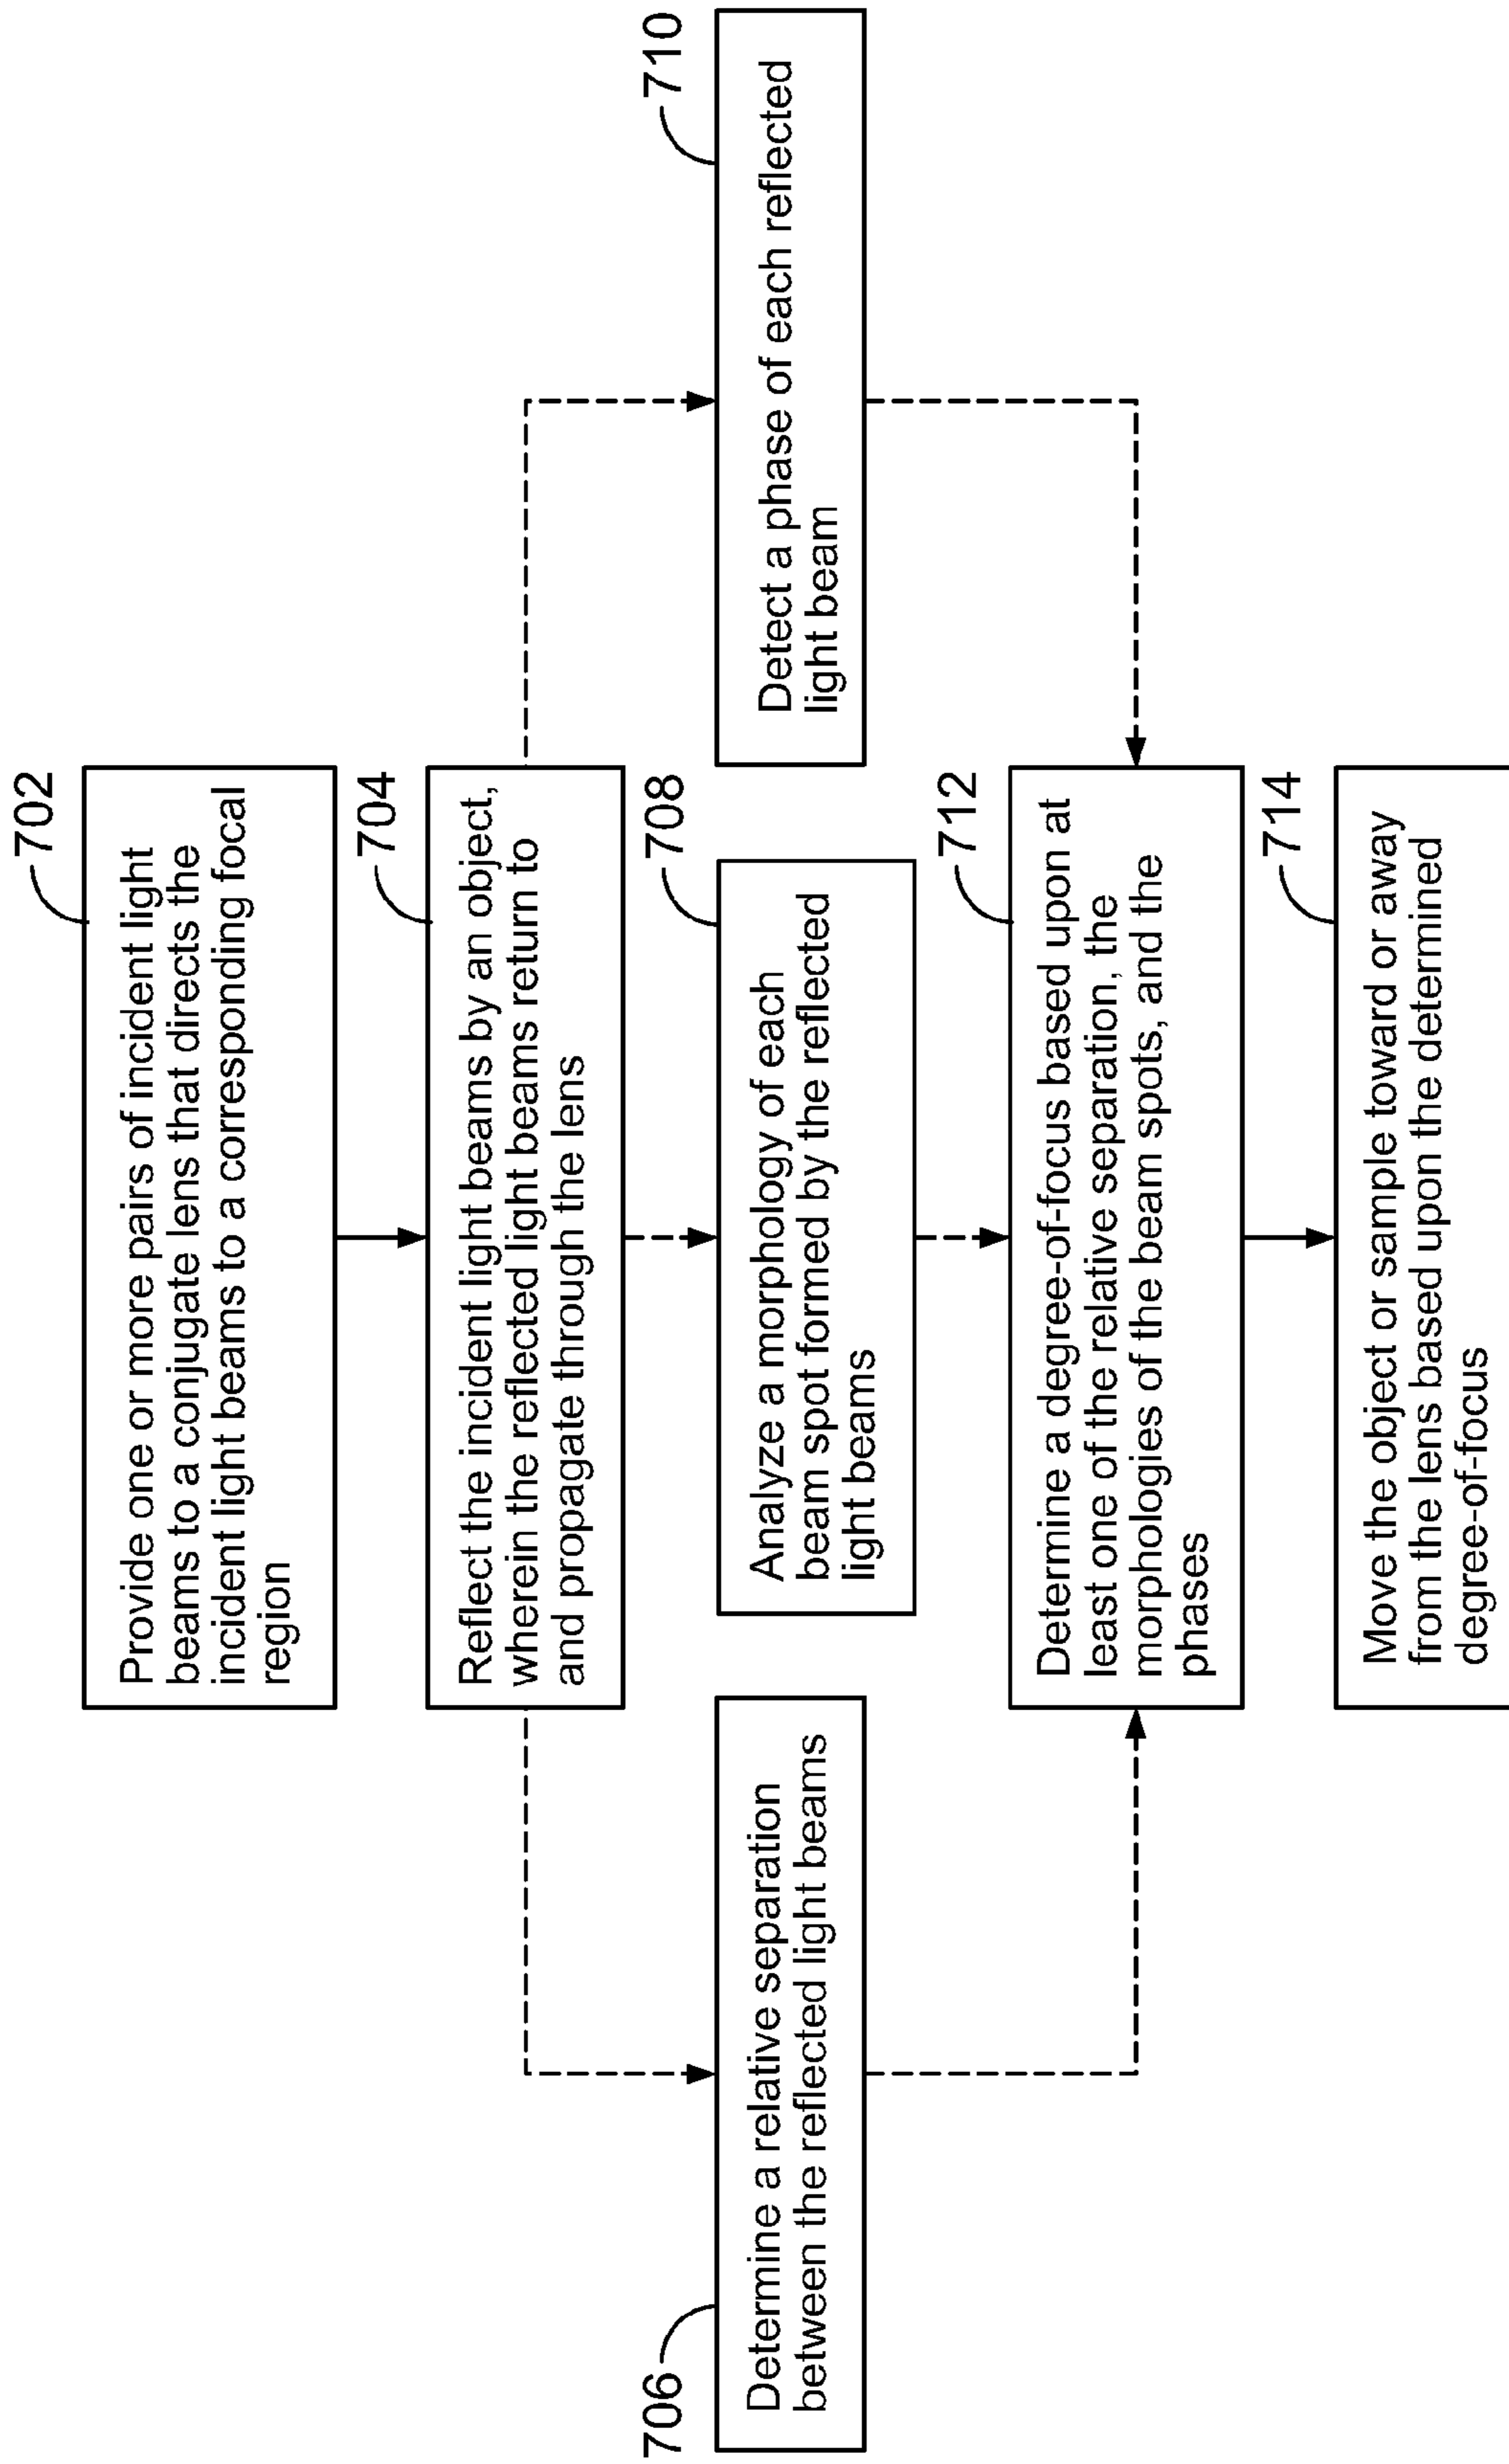 702
Provide one or more pairs of incident light
beams to a conjugate lens that directs the
incident light beams to a corresponding focal
region
704
Reflect the incident light beams by an object,
wherein the reflected light beams return to
and propagate through the lens
706
Determine a relative separation
between the reflected light beams
708
Analyze a morphology of each
beam spot formed by the reflected
light beams
710
Detect a phase of each reflected
light beam
712
Determine a degree-of-focus based upon at
least one of the relative separation, the
morphologies of the beam spots, and the
phases
714
Move the object or sample toward or away
from the lens based upon the determined
degree-of-focus